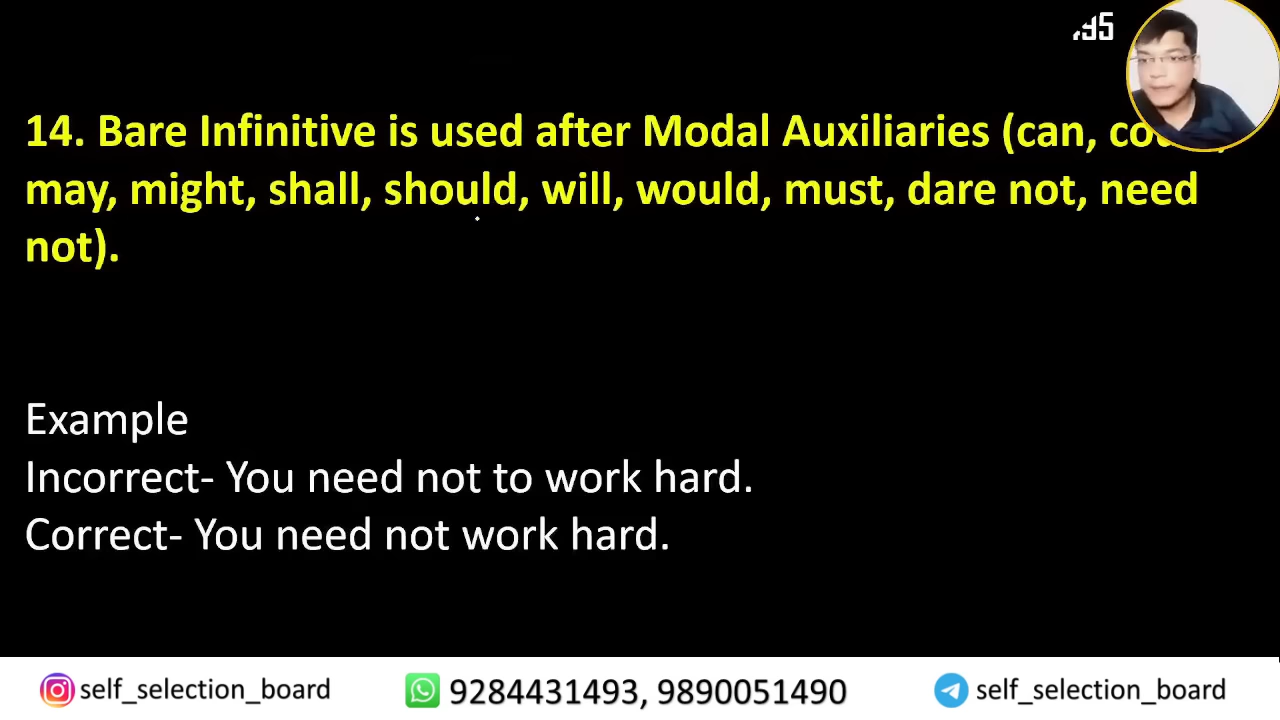 14. Bare Infinitive is used after Modal Auxiliaries (can,
may, might, shall, should, will, would, must, dare not, need
not).
Example
Incorrect- You need not to work hard.
Correct- You need not work hard.
self_selection_board
9284431493, 9890051490
self_selection_board